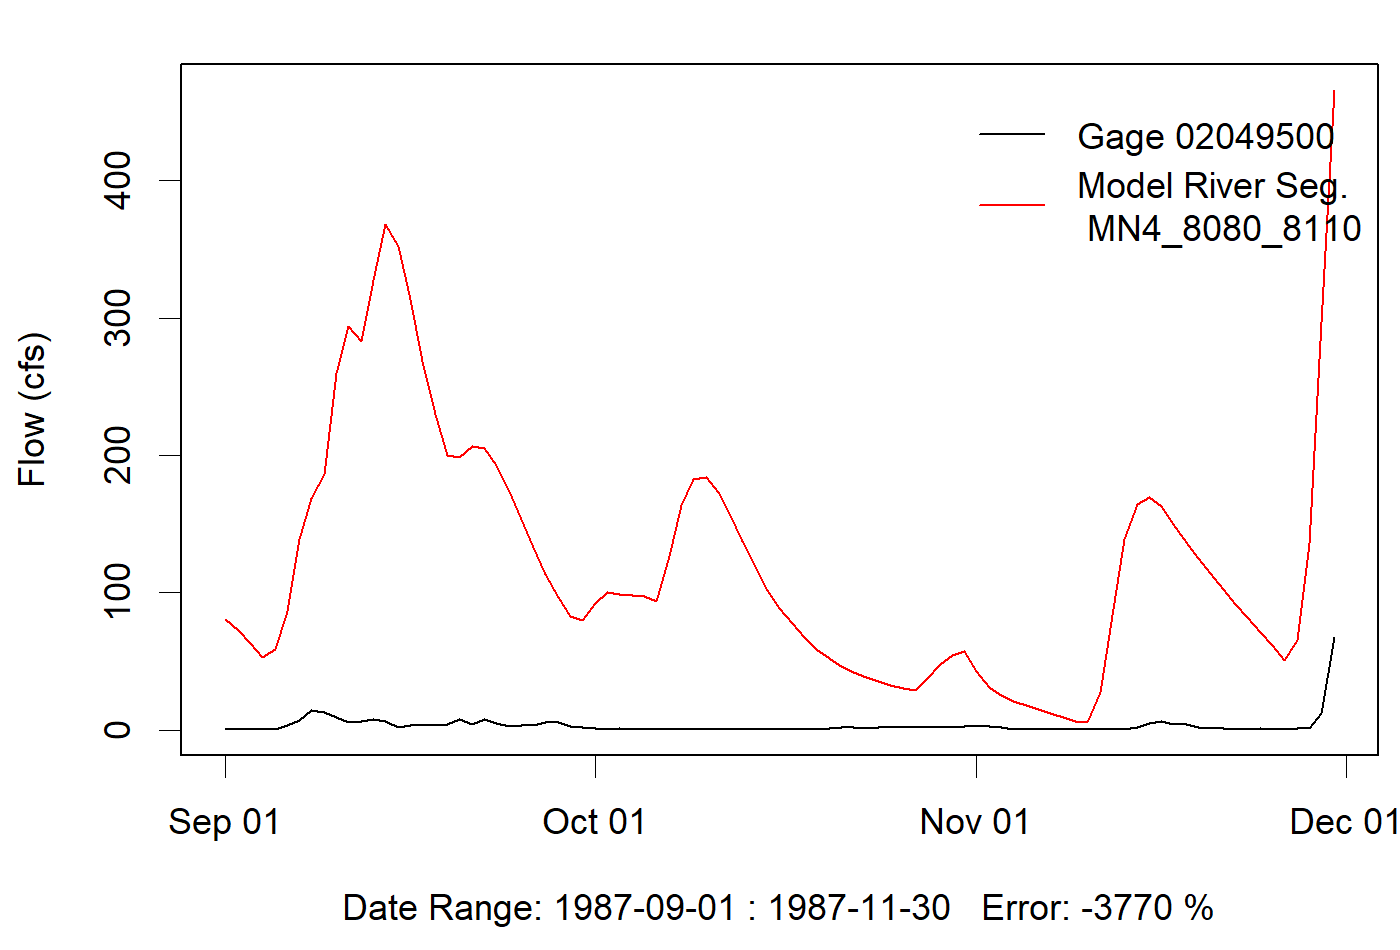 Gage 02049500
Model River Seg.
MN4_8080_8110
Flow (cfs)
400
300
200
100
0
Sep 01
Oct 01
Nov 01
Dec 01
Date Range: 1987-09-01 : 1987-11-30 Error: -3770 %